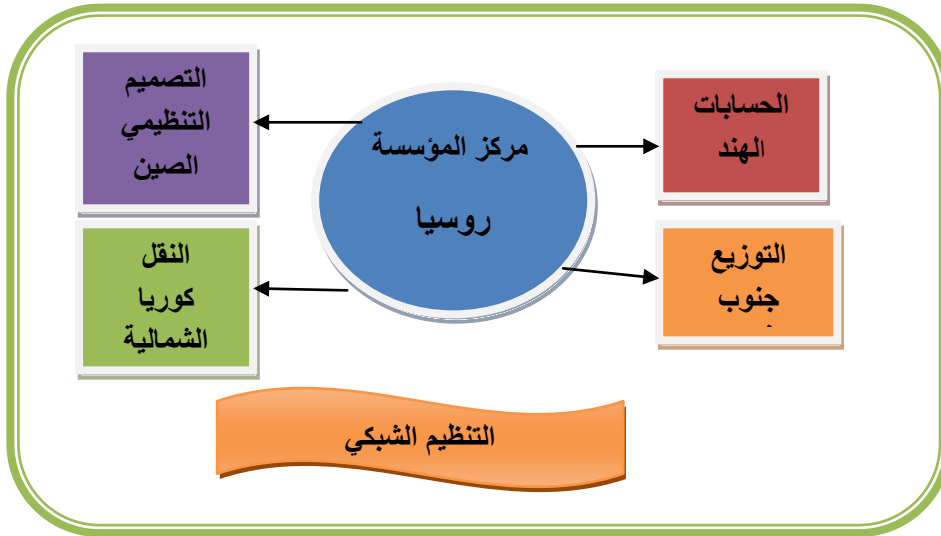 التصميم
التنظيمي
الصين
مركز المؤسسة
روسيا
الحسابات
الهند
النقل
كوريا
الشمالية
التوزيع
جنوب
التنظيم الشبكي